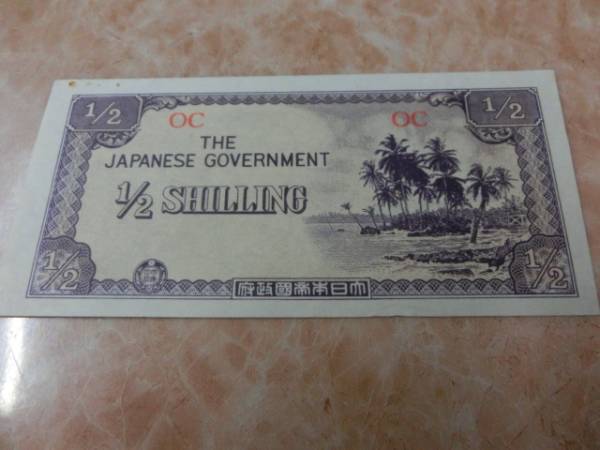 1/2
1/2
OC
OC
THE
JAPANESE GOVERNMENT
1/2 SHILLING
1/2
1/2
大日本帝國政府